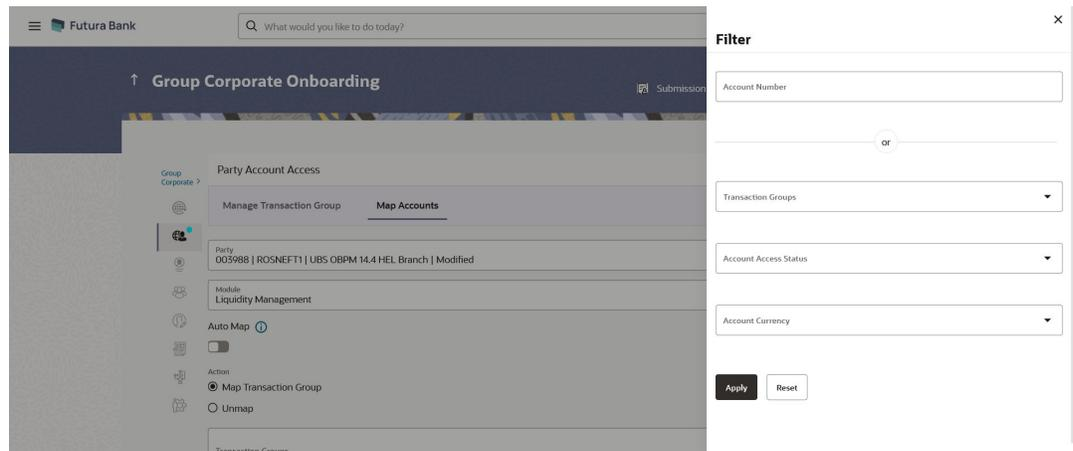 Futura Bank
What would you like to do today?
Group Corporate Onboarding
Submission
Group
Corporate >
Party Account Access
Manage Transaction Group
Map Accounts
Party
003988 | ROSNEFT1 | UBS OBPM 14.4 HEL Branch | Modified
Module
Liquidity Management
Auto Map
Action
Map Transaction Group
Unmap
Transaction Groups
Filter
Account Number
or
Transaction Groups
Account Access Status
Account Currency
Apply
Reset